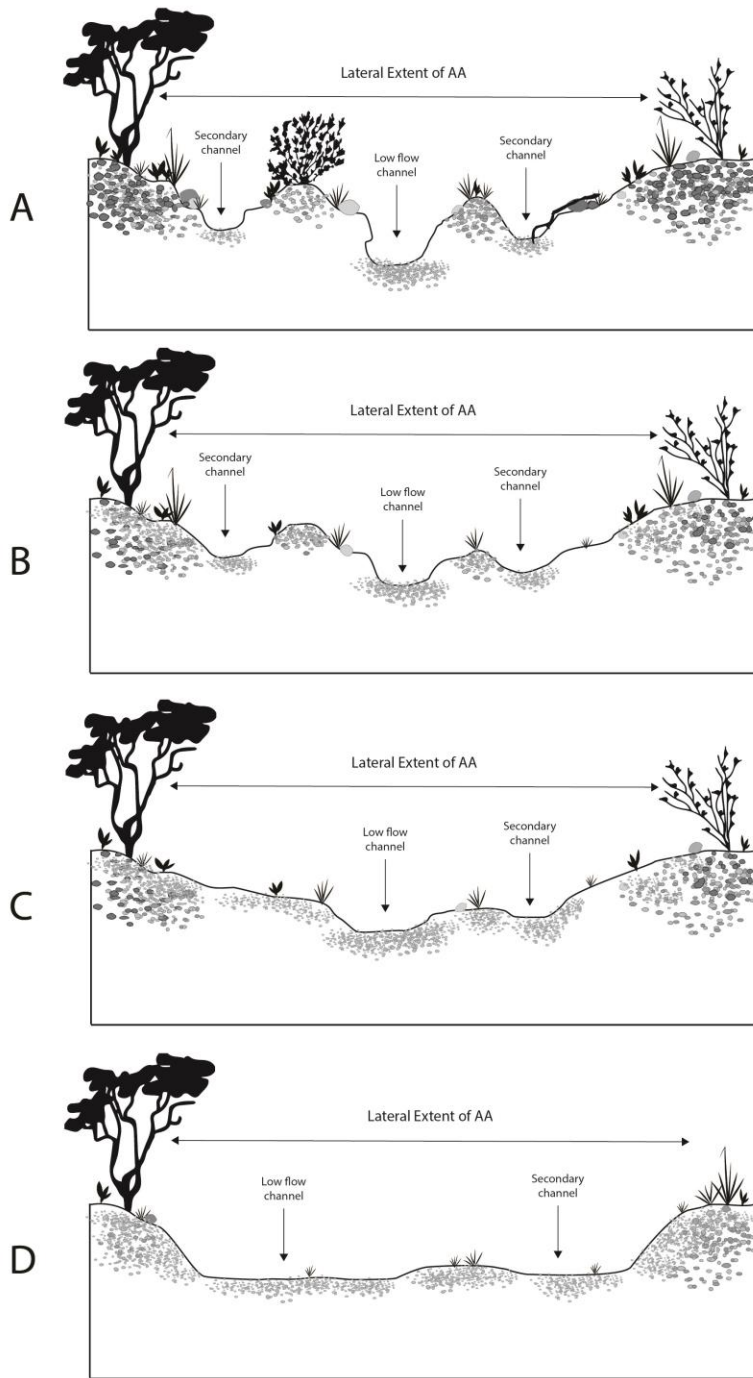 Lateral Extent of AA
Secondary
channel
Low flow
channel
Secondary
channel
A
Lateral Extent of AA
Secondary
channel
Low flow
channel
Secondary
channel
B
Lateral Extent of AA
Low flow
channel
Secondary
channel
C
Lateral Extent of AA
Low flow
channel
Secondary
channel
D